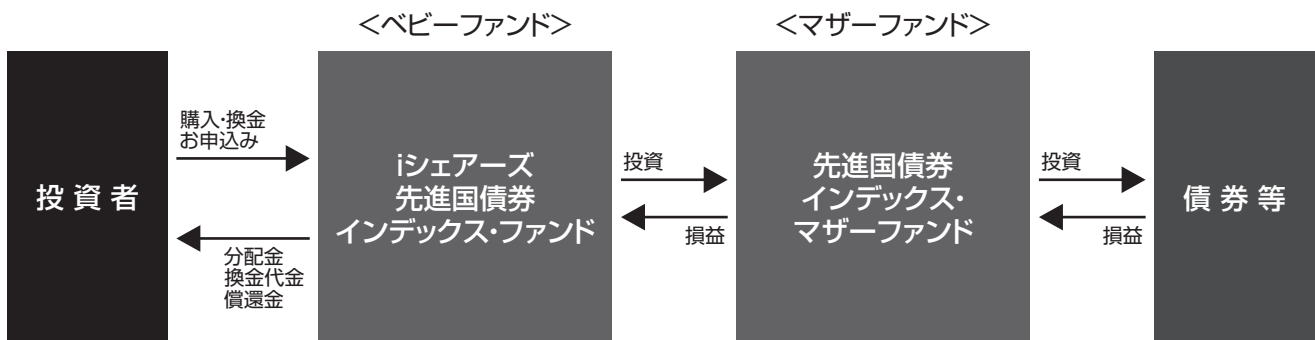 ＜ベビーファンド＞
＜マザーファンド＞
投資者
購入・換金
お申込み
分配金
換金代金
償還金
iシェアーズ
先進国債券
インデックス・ファンド
投資
損益
先進国債券
インデックス・
マザーファンド
投資
損益
債券等